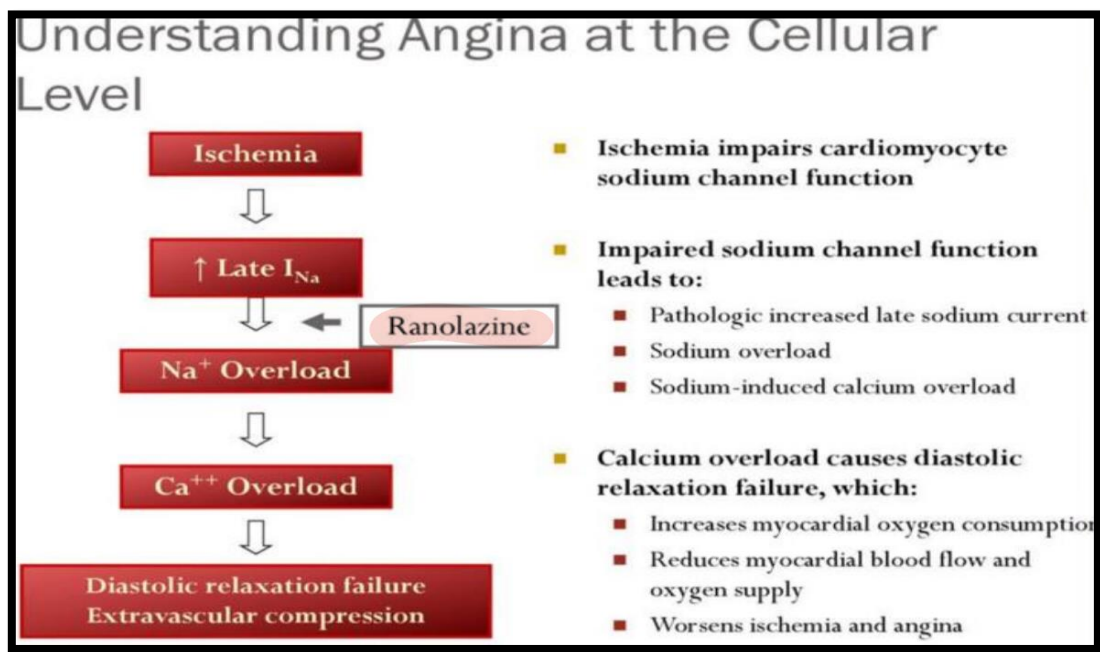 Understanding Angina at the Cellular
Level
Ischemia
↑ Late I_Na
Ranolazine
Na⁺ Overload
Ca⁺⁺ Overload
Diastolic relaxation failure
Extravascular compression
Ischemia impairs cardiomyocyte
sodium channel function
Impaired sodium channel function
leads to:
Pathologic increased late sodium current
Sodium overload
Sodium-induced calcium overload
Calcium overload causes diastolic
relaxation failure, which:
Increases myocardial oxygen consumption
Reduces myocardial blood flow and
oxygen supply
Worsens ischemia and angina